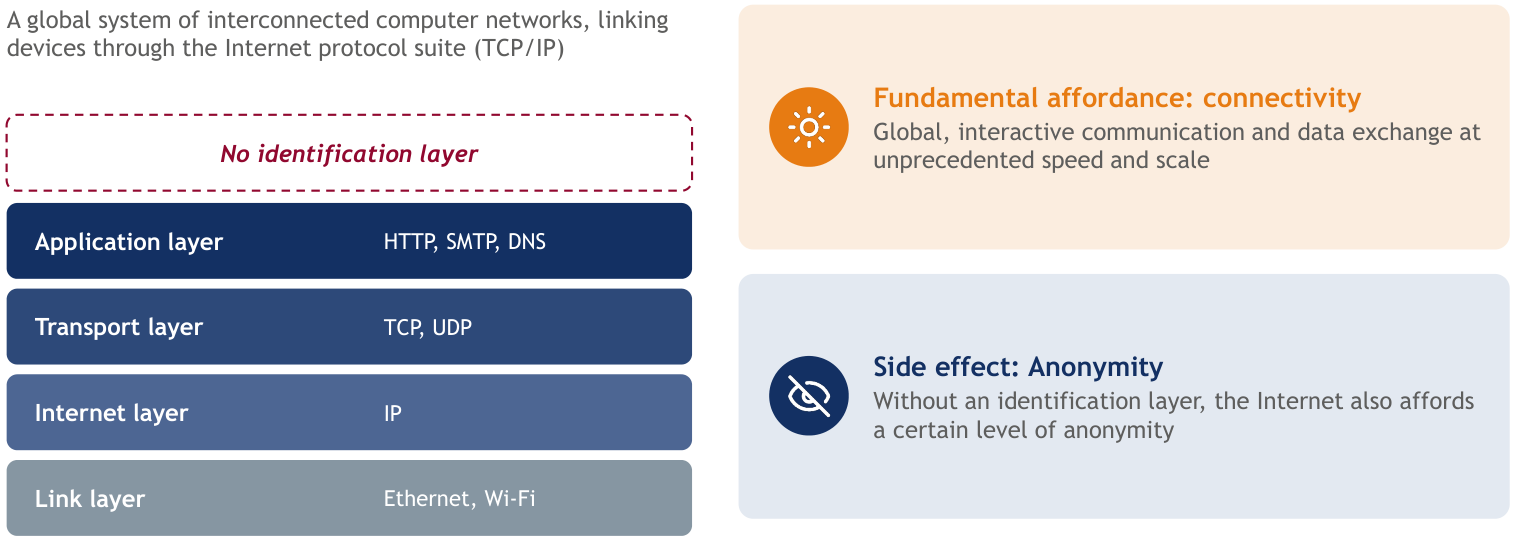 A global system of interconnected computer networks, linking
devices through the Internet protocol suite (TCP/IP)
No identification layer
Application layer HTTP, SMTP, DNS
Transport layer TCP, UDP
Internet layer IP
Link layer Ethernet, Wi-Fi
Fundamental affordance: connectivity
Global, interactive communication and data exchange at
unprecedented speed and scale
Side effect: Anonymity
Without an identification layer, the Internet also affords
a certain level of anonymity